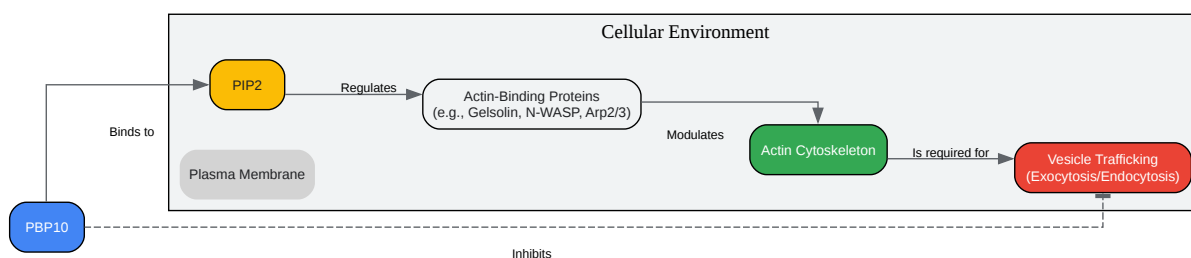 Cellular Environment
PIP2
Regulates
Actin-Binding Proteins
(e.g., Gelsolin, N-WASP, Arp2/3)
Binds to
Modulates
Actin Cytoskeleton
Is required for
Vesicle Trafficking
(Exocytosis/Endocytosis)
Plasma Membrane
PBP10
Inhibits